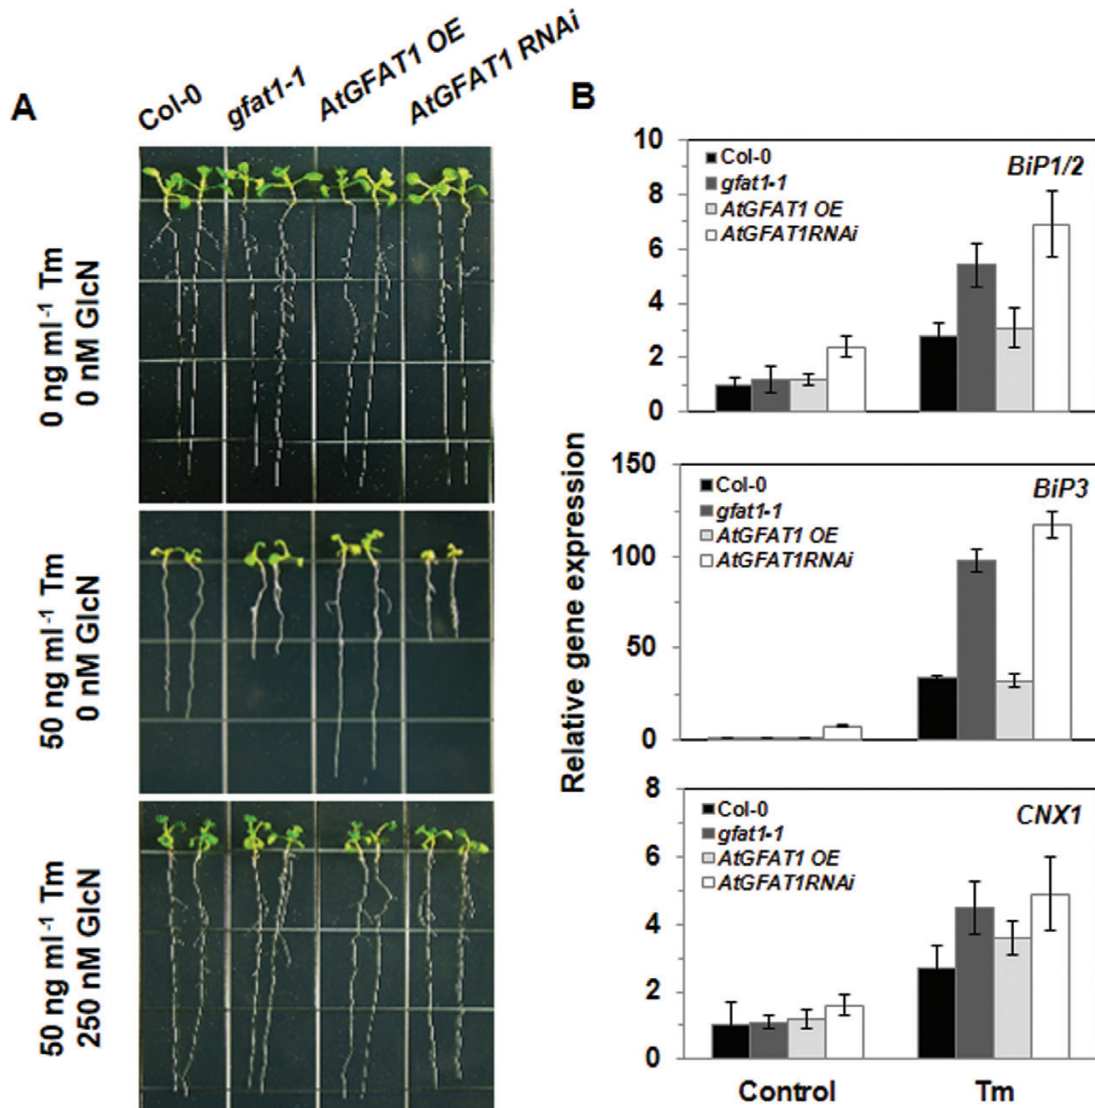 A
Col-0
gfat1-1
AtGFAT1 OE
AtGFAT1 RNAi
0 ng ml⁻¹ Tm
0 nM GlcN
50 ng ml⁻¹ Tm
0 nM GlcN
50 ng ml⁻¹ Tm
250 nM GlcN
B
Relative gene expression
10
8
6
4
2
0
Col-0
gfat1-1
AtGFAT1 OE
AtGFAT1RNAi
BiP1/2
150
100
50
0
Col-0
gfat1-1
AtGFAT1 OE
AtGFAT1RNAi
BiP3
8
6
4
2
0
Col-0
gfat1-1
AtGFAT1 OE
AtGFAT1RNAi
CNX1
Control
Tm